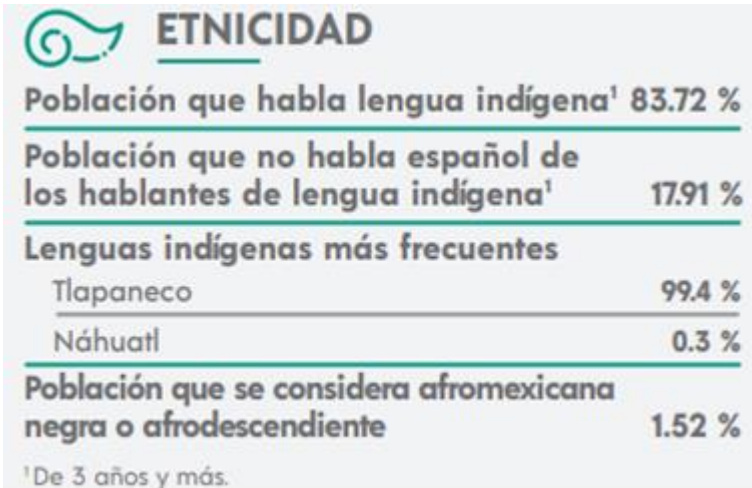 ETNICIDAD
Población que habla lengua indígena¹ 83.72 %
Población que no habla español de
los hablantes de lengua indígena¹ 17.91 %
Lenguas indígenas más frecuentes
Tlapaneco 99.4 %
Náhuatl 0.3 %
Población que se considera afromexicana
negra o afrodescendiente 1.52 %
¹De 3 años y más.